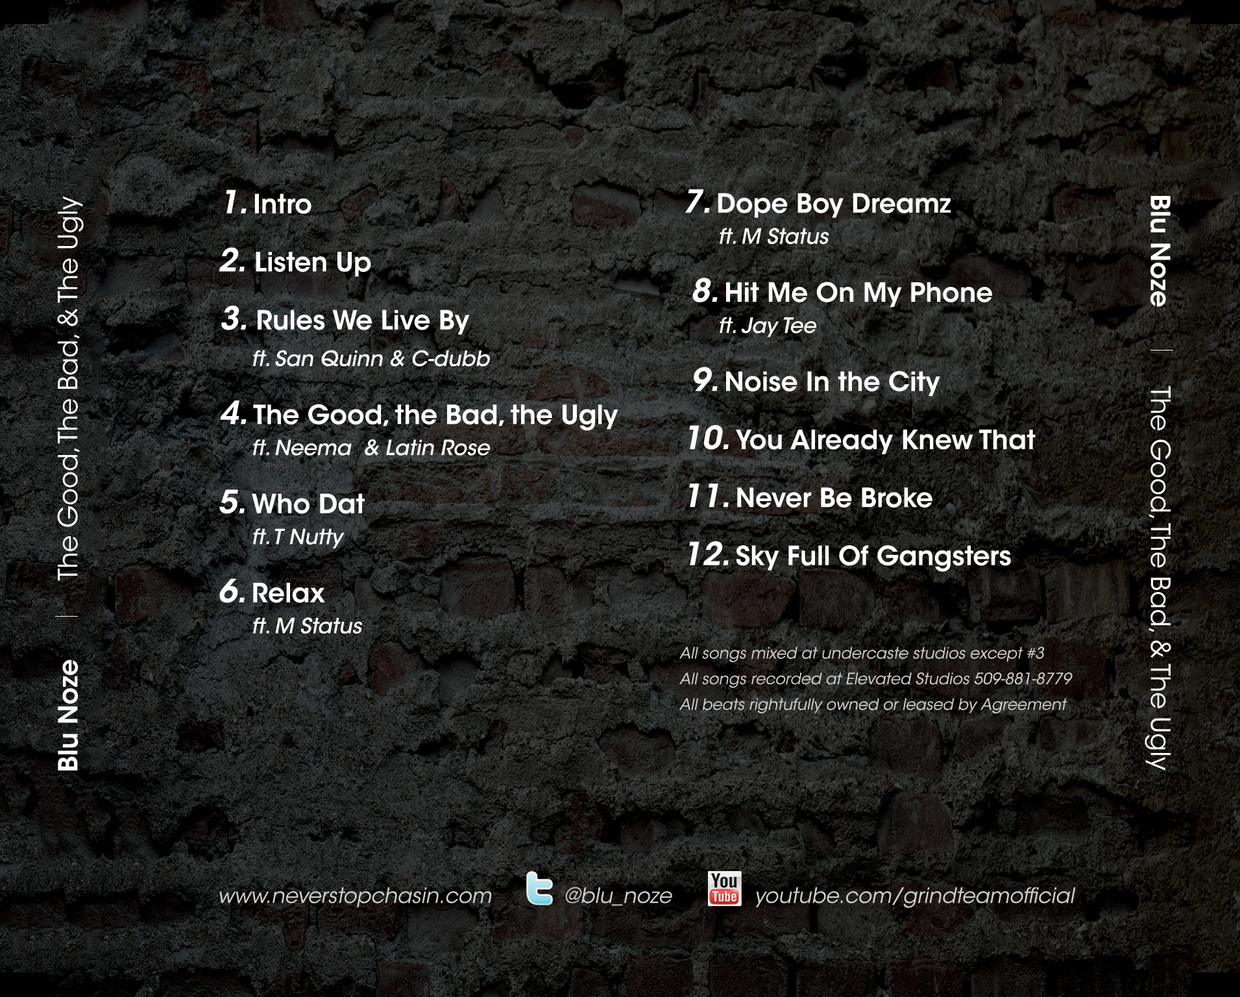 The Good, The Bad, & The Ugly
Blu Noze
1. Intro
2. Listen Up
3. Rules We Live By
ft. San Quinn & C-dubb
4. The Good, the Bad, the Ugly
ft. Neema & Latin Rose
5. Who Dat
ft. T Nutty
6. Relax
ft. M Status
7. Dope Boy Dreamz
ft. M Status
8. Hit Me On My Phone
ft. Jay Tee
9. Noise In the City
10. You Already Knew That
11. Never Be Broke
12. Sky Full Of Gangsters
All songs mixed at undercaste studios except #3
All songs recorded at Elevated Studios 509-881-8779
All beats rightufully owned or leased by Agreement
Blu Noze
The Good, The Bad, & The Ugly
www.neverstopchasin.com
@blu_noze
You
Tube
youtube.com/grindteamofficial